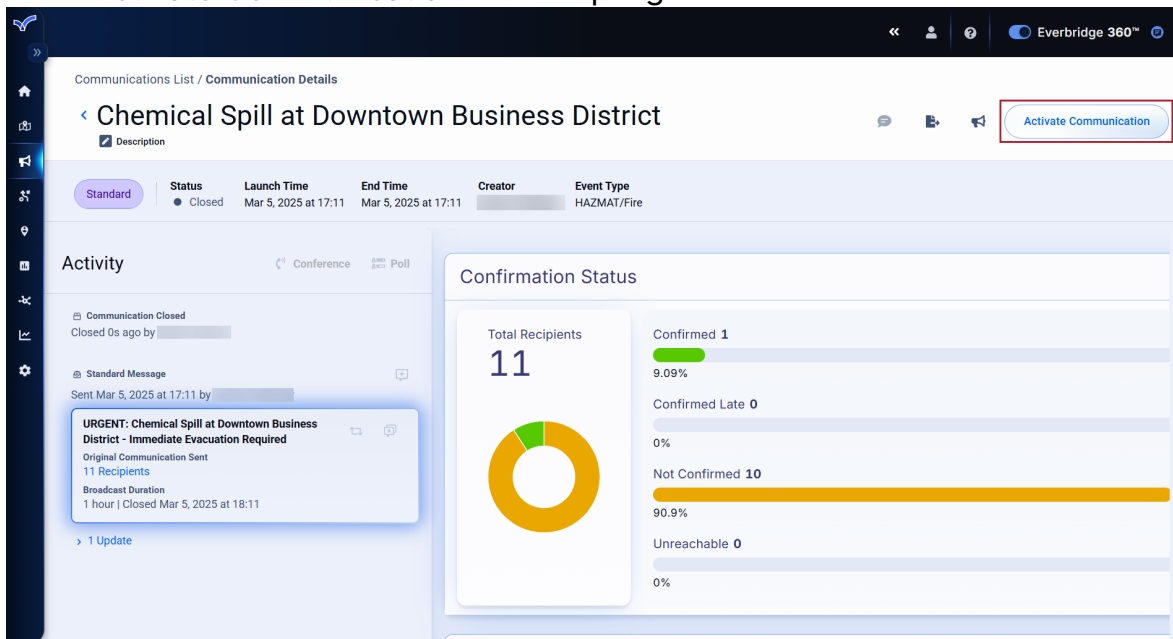 Everbridge 360™
Communications List / Communication Details
Chemical Spill at Downtown Business District
Activate Communication
Description
Standard
Status Launch Time End Time Creator Event Type
Closed Mar 5, 2025 at 17:11 Mar 5, 2025 at 17:11 HAZMAT/Fire
Activity Conference Poll
Confirmation Status
Communication Closed
Closed 0s ago by
Standard Message
Sent Mar 5, 2025 at 17:11 by
URGENT: Chemical Spill at Downtown Business
District - Immediate Evacuation Required
Original Communication Sent
11 Recipients
Broadcast Duration
1 hour | Closed Mar 5, 2025 at 18:11
1 Update
Total Recipients
11
Confirmed 1
9.09%
Confirmed Late 0
0%
Not Confirmed 10
90.9%
Unreachable 0
0%